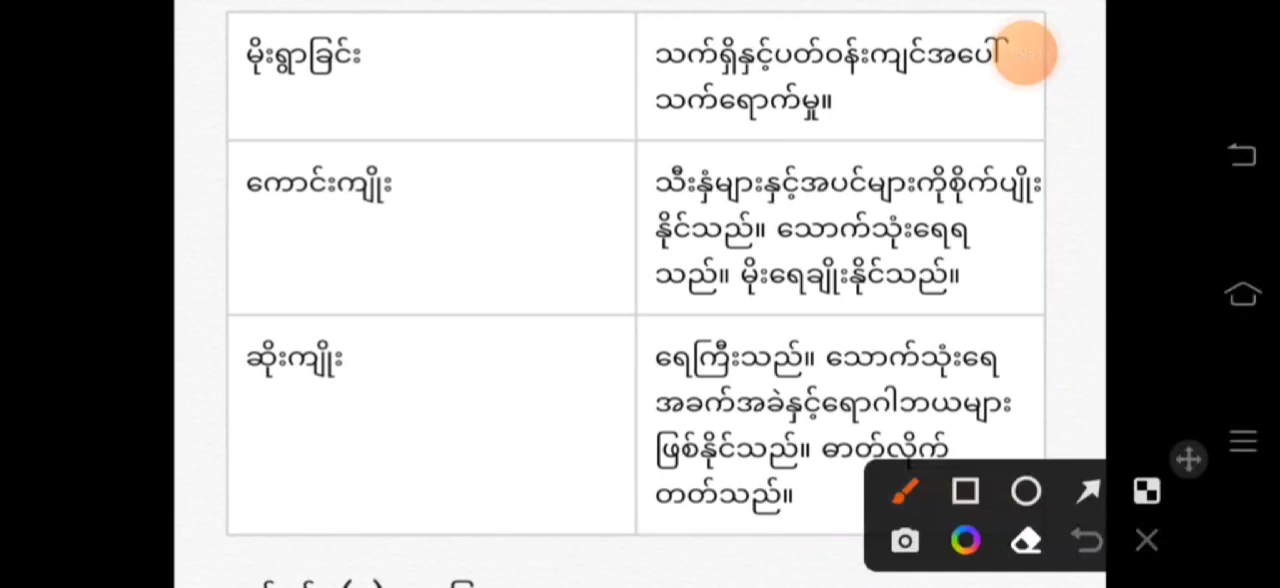 မိုးရွာခြင်း
သက်ရှိနှင့်ပတ်ဝန်းကျင်အပေါ်
သက်ရောက်မှု။
ကောင်းကျိုး
သီးနှံများနှင့်အပင်များကိုစိုက်ပျိုး
နိုင်သည်။ သောက်သုံးရေရ
သည်။ မိုးရေချိုးနိုင်သည်။
ဆိုးကျိုး
ရေကြီးသည်။ သောက်သုံးရေ
အခက်အခဲနှင့်ရောဂါဘယများ
ဖြစ်နိုင်သည်။ ဓာတ်လိုက်
တတ်သည်။